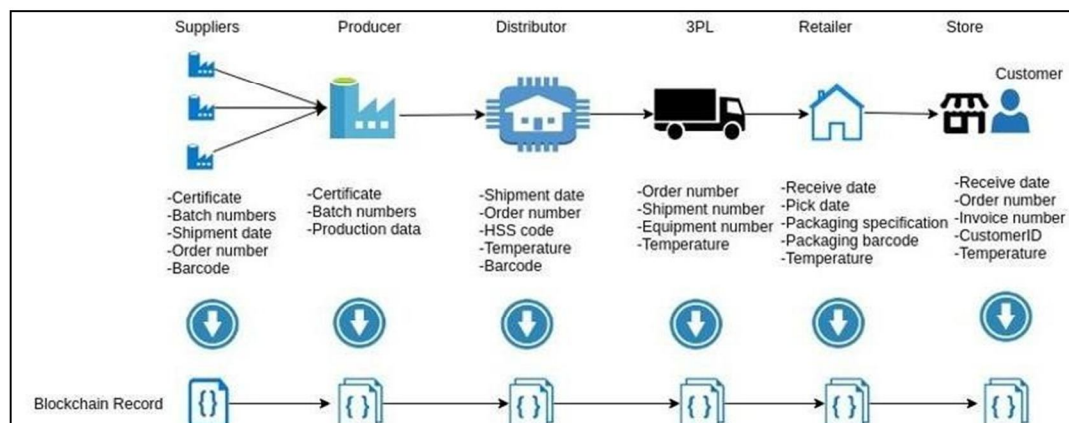 Suppliers
Producer
Distributor
3PL
Retailer
Store
Customer
-Certificate
-Batch numbers
-Shipment date
-Order number
-Barcode
-Certificate
-Batch numbers
-Production data
-Shipment date
-Order number
-HSS code
-Temperature
-Barcode
-Order number
-Shipment number
-Equipment number
-Temperature
-Receive date
-Pick date
-Packaging specification
-Packaging barcode
-Temperature
-Receive date
-Order number
-Invoice number
-CustomerID
-Temperature
Blockchain Record
{}
{}
{}
{}
{}
{}